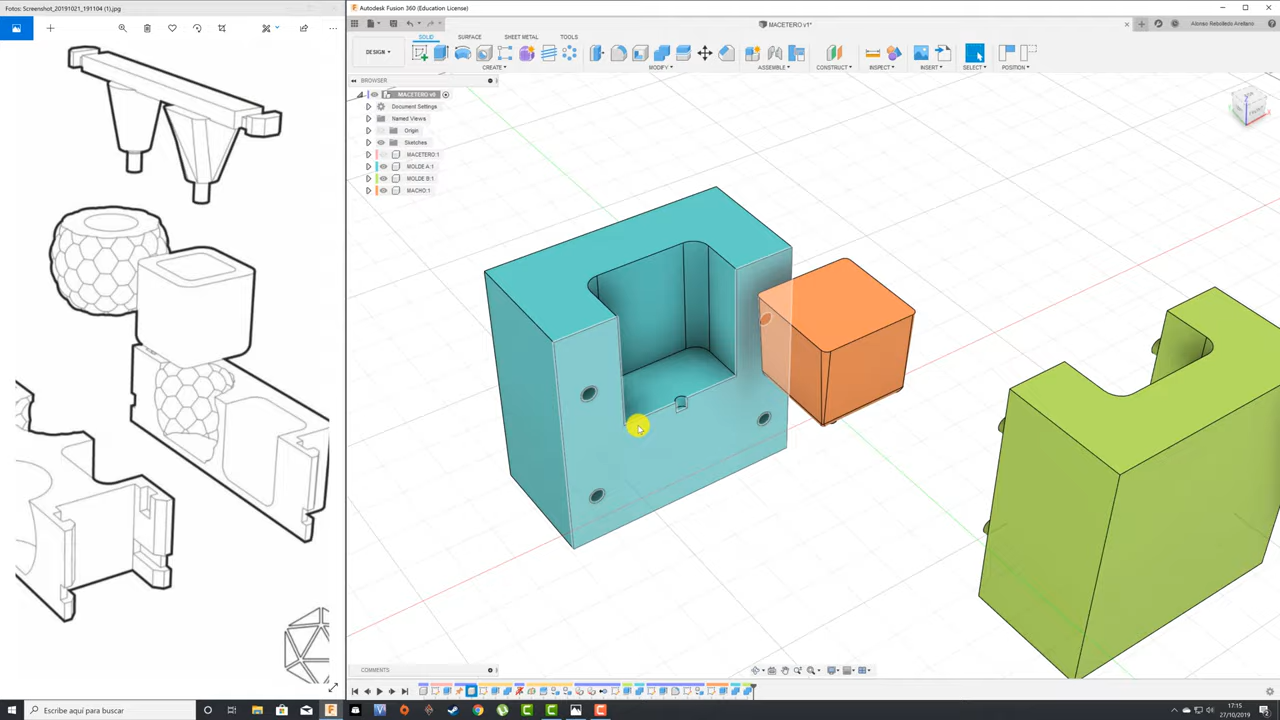 Fotos: Screenshot_20191021_191104 (1).jpg
Autodesk Fusion 360 (Education License)
MACETERO v1*
Alonso Rebolledo Arellano
SOLID
SURFACE
SHEET METAL
TOOLS
DESIGN
CREATE
MODIFY
ASSEMBLE
CONSTRUCT
INSPECT
INSERT
SELECT
POSITION
BROWSER
MACETERO v0
Document Settings
Named Views
Origin
Sketches
MACETERO:1
MOLDE A:1
MOLDE B:1
MACHO:1
COMMENTS
Escribe aquí para buscar
17:15
27/10/2019